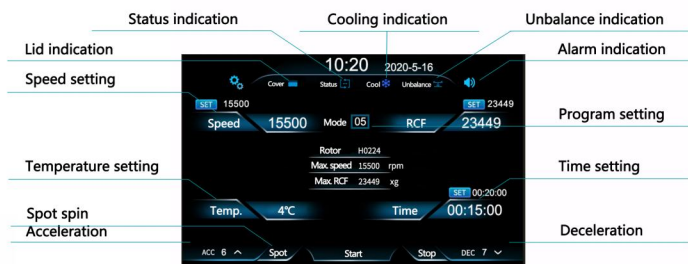 Status indication
Cooling indication
Unbalance indication
Lid indication
Alarm indication
Speed setting
10:20 2020-5-16
Cover Status Cool Unbalance
SET 15500
SET 23449
Speed 15500 Mode 05 RCF 23449
Program setting
Rotor H0224
Max. speed 15500 rpm
Max. RCF 23449 xg
Temperature setting
Time setting
SET 00:20:00
Temp. 4℃ Time 00:15:00
Spot spin
Acceleration
Deceleration
ACC 6 Spot Start Stop DEC 7